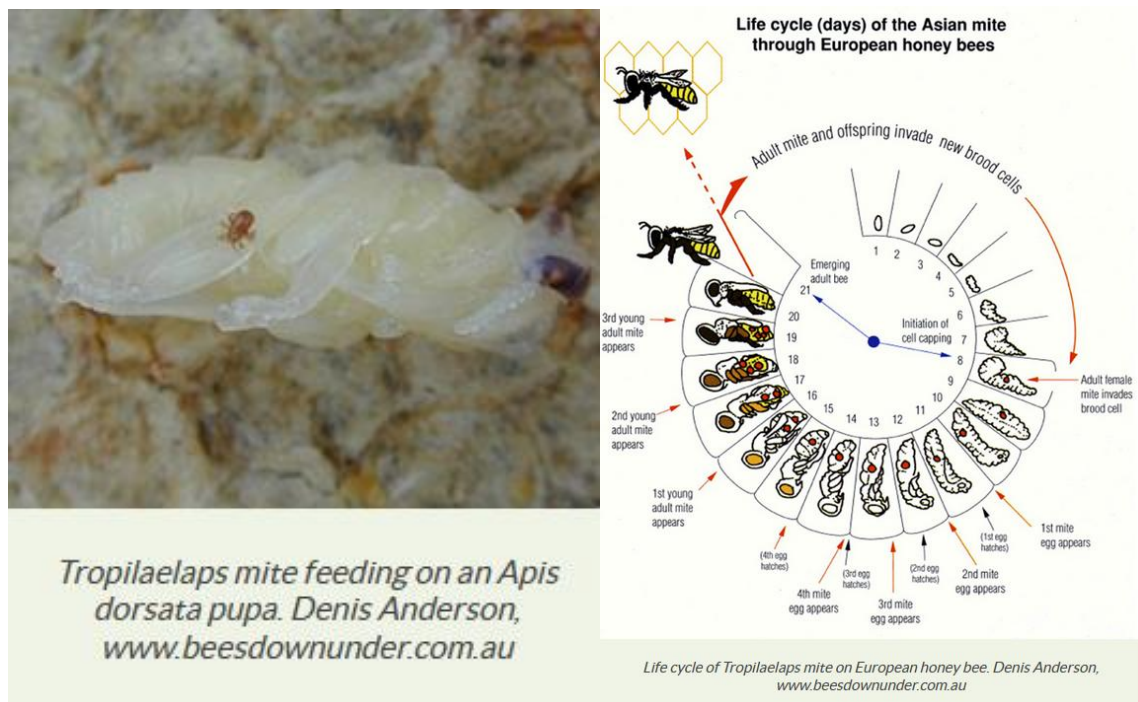 Tropilaelaps mite feeding on an Apis
dorsata pupa. Denis Anderson,
www.beesdownunder.com.au
Life cycle (days) of the Asian mite
through European honey bees
Adult mite and offspring invade new brood cells
Emerging
adult bee
Initiation of
cell capping
1
2
3
4
5
6
7
8
9
10
11
12
13
14
15
16
17
18
19
20
21
Adult female
mite invades
brood cell
1st mite
egg appears
(1st egg
hatches)
2nd mite
egg appears
(2nd egg
hatches)
3rd mite
egg appears
(3rd egg
hatches)
4th mite
egg appears
(4th egg
hatches)
1st young
adult mite
appears
2nd young
adult mite
appears
3rd young
adult mite
appears
Life cycle of Tropilaelaps mite on European honey bee. Denis Anderson,
www.beesdownunder.com.au